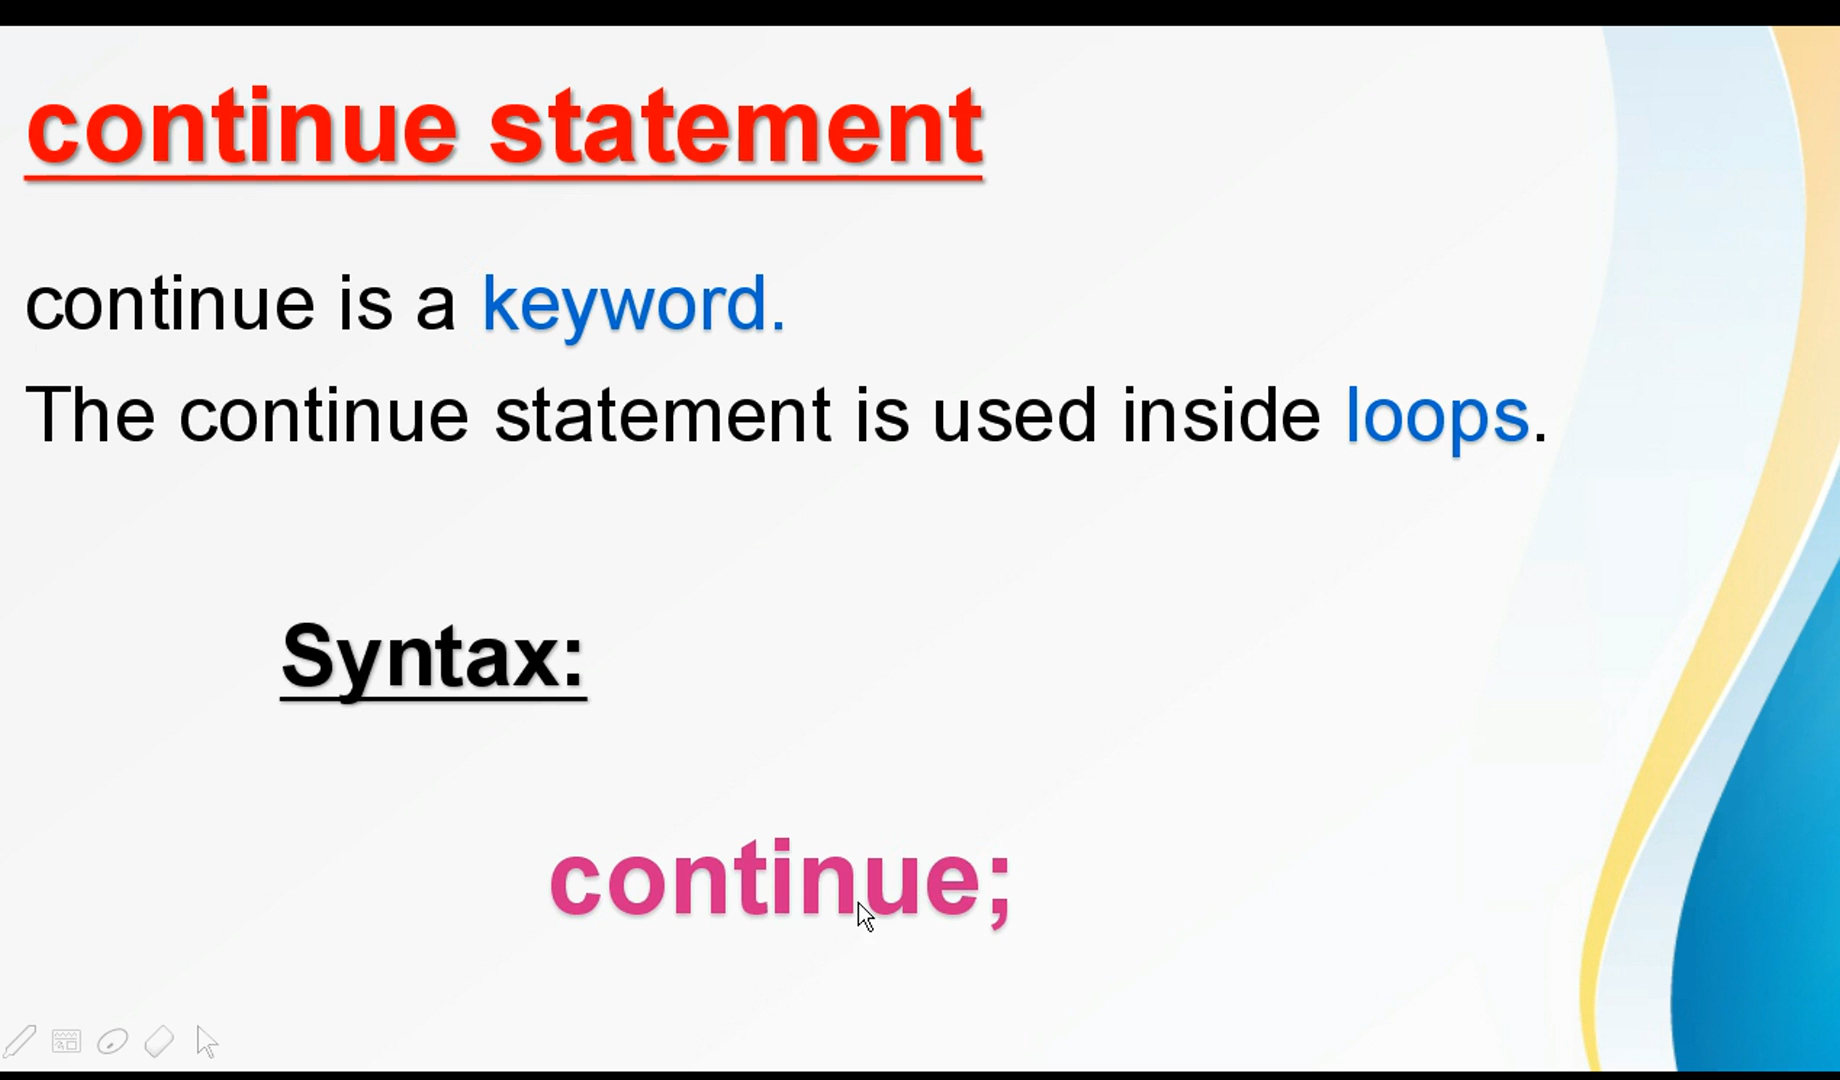 continue statement
continue is a keyword.
The continue statement is used inside loops.
Syntax:
continue;